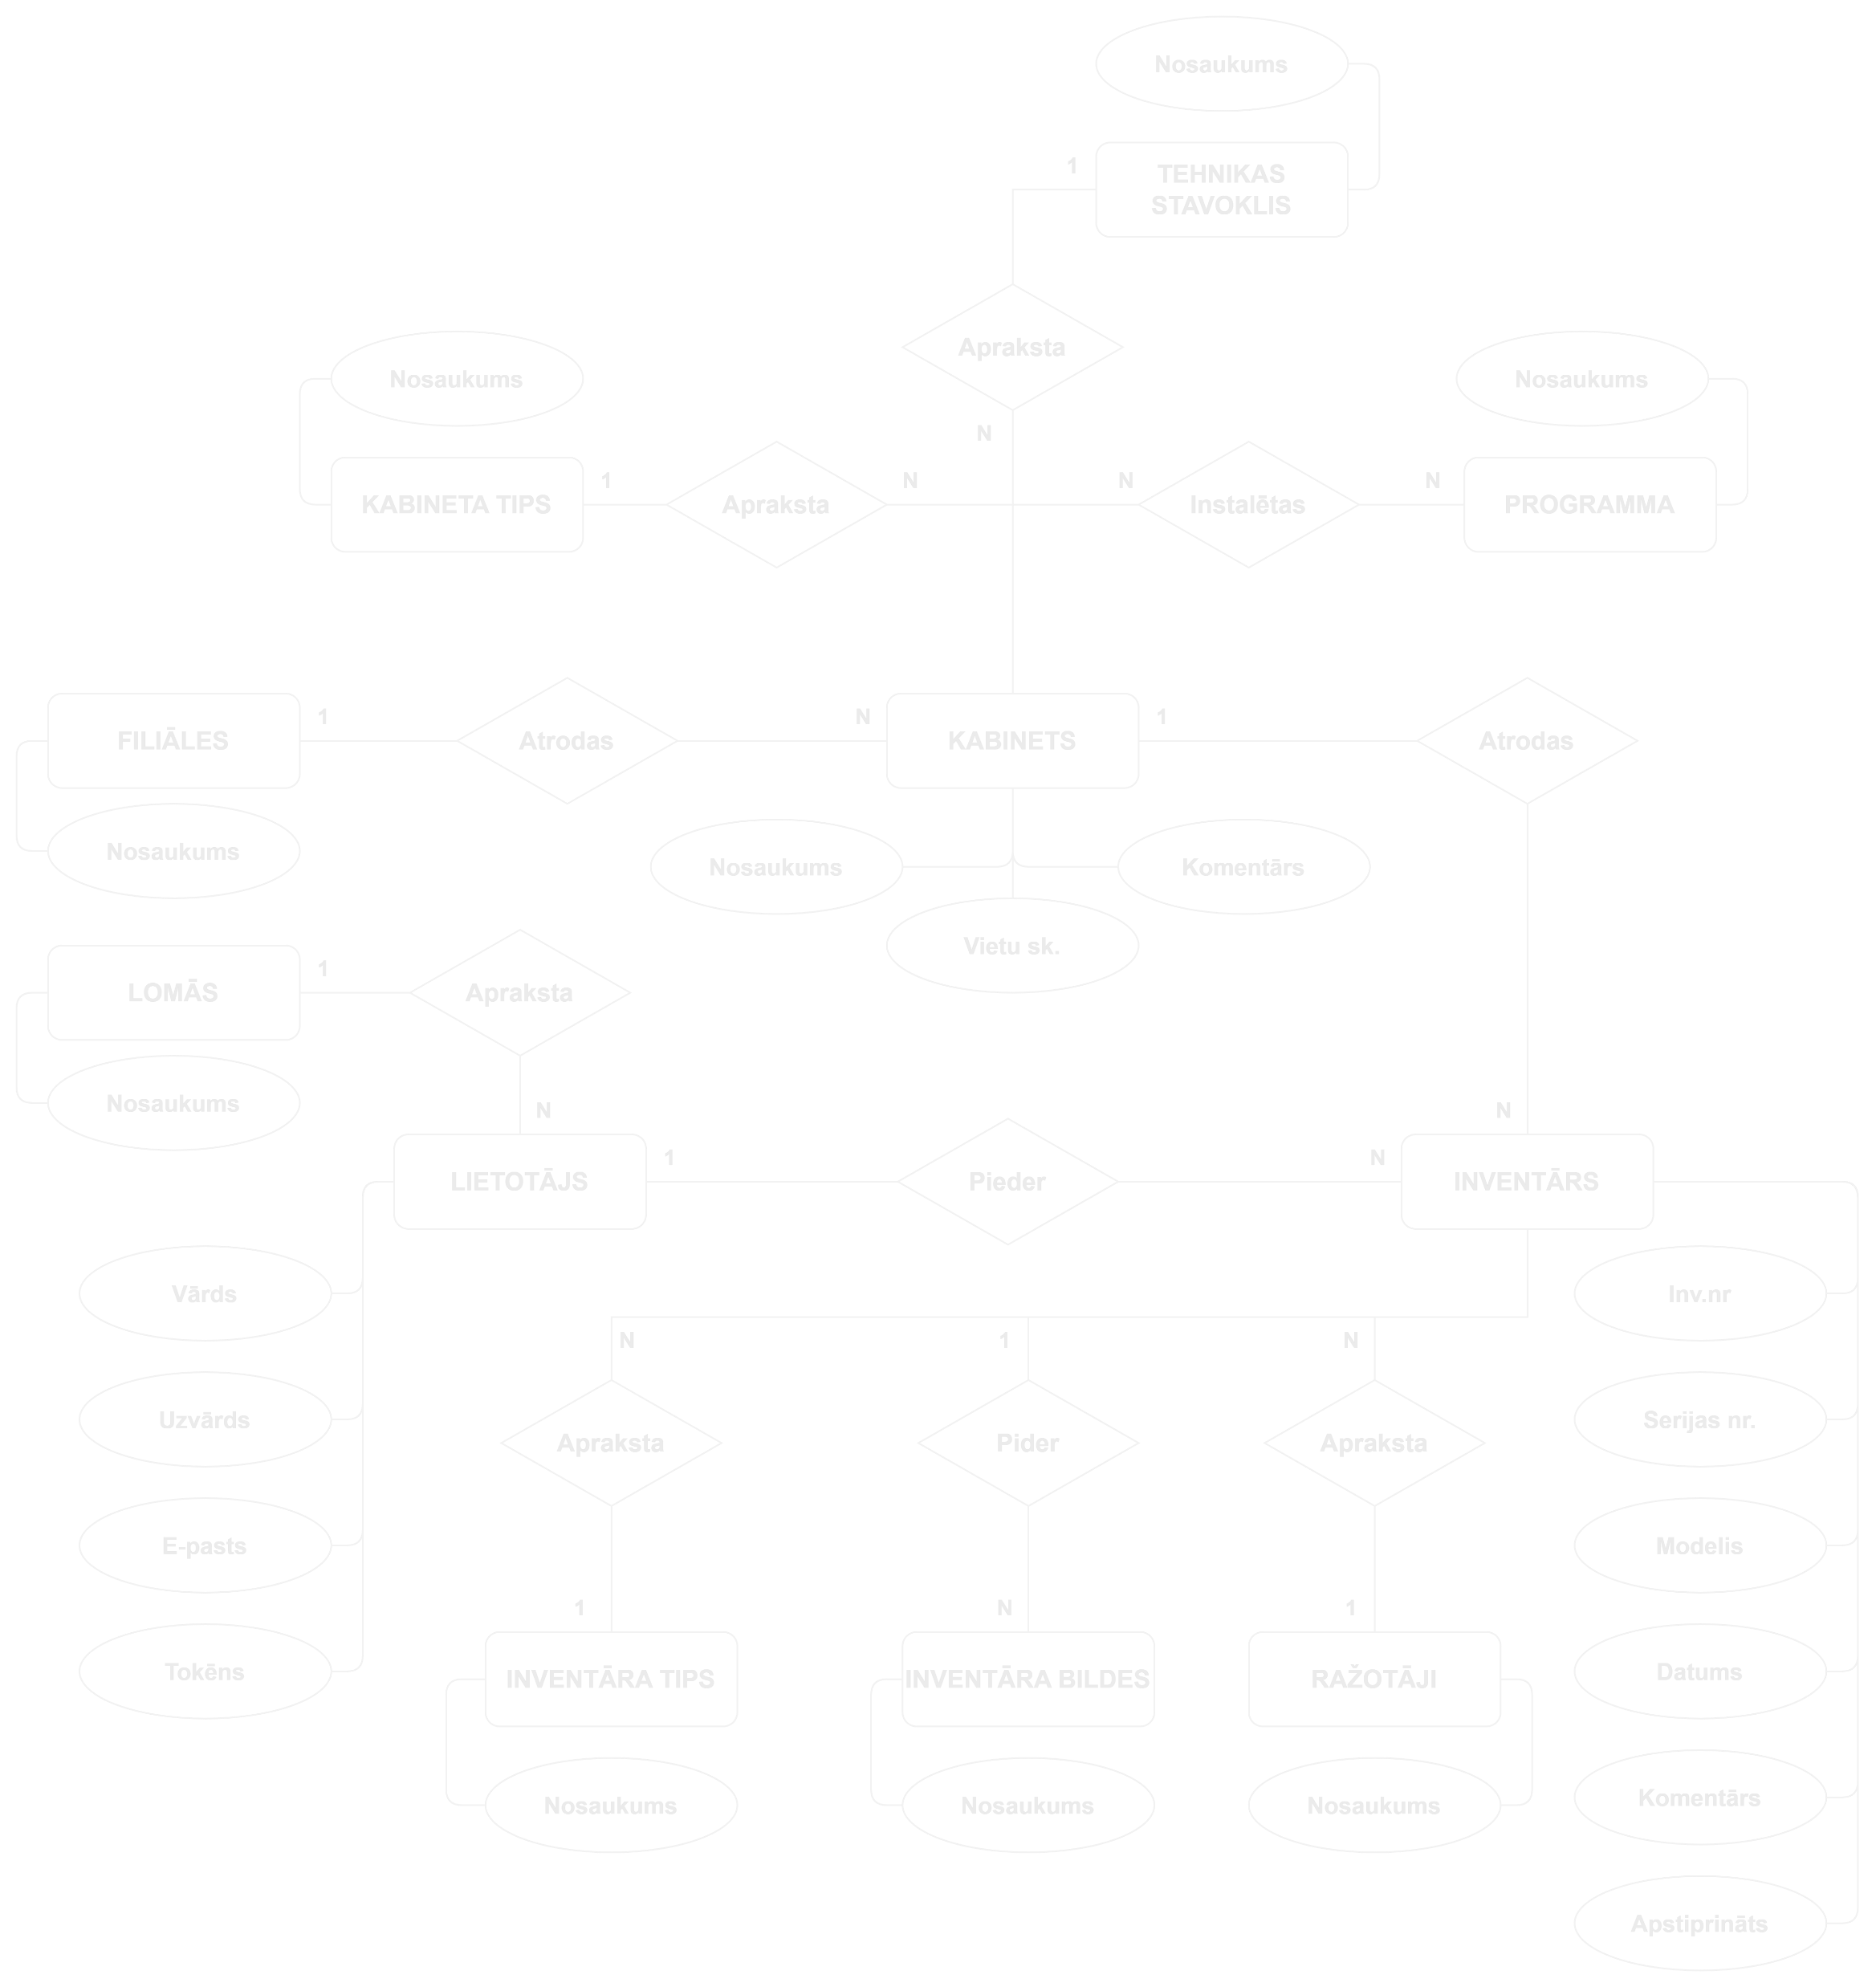 Nosaukums
1
TEHNIKAS
STAVOKLIS
Apraksta
Nosaukums
Nosaukums
N
KABINETA TIPS
1
Apraksta
N
N
Instalētas
N
PROGRAMMA
FILIĀLES
1
Atrodas
N
KABINETS
1
Atrodas
Nosaukums
Nosaukums
Komentārs
Vietu sk.
LOMĀS
1
Apraksta
Nosaukums
N
N
LIETOTĀJS
1
Pieder
N
INVENTĀRS
Vārds
Inv.nr
N
1
N
Uzvārds
Serijas nr.
Apraksta
Pider
Apraksta
E-pasts
Modelis
1
N
1
Tokēns
INVENTĀRA TIPS
INVENTĀRA BILDES
RAŽOTĀJI
Datums
Nosaukums
Nosaukums
Nosaukums
Komentārs
Apstiprināts